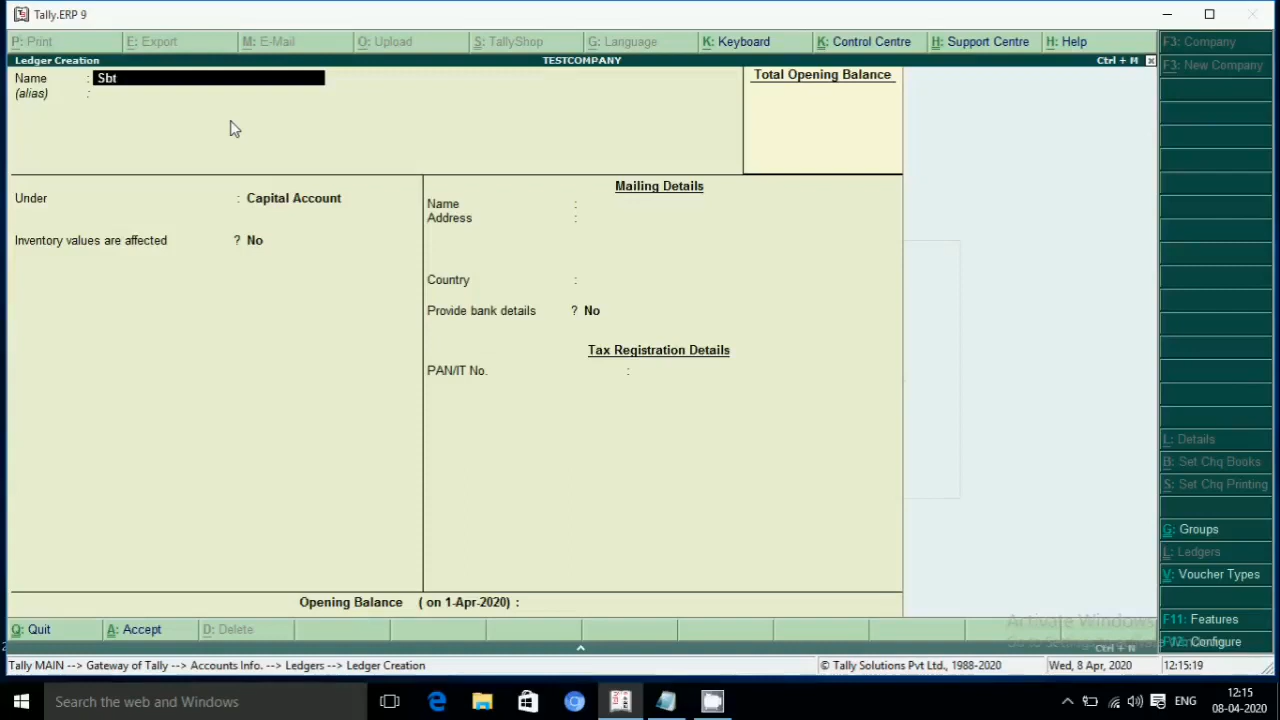 Tally.ERP 9
P: Print E: Export M: E-Mail O: Upload S: TallyShop G: Language K: Keyboard K: Control Centre H: Support Centre H: Help
F3: Company
Ledger Creation TESTCOMPANY Ctrl + M
F3: New Company
Name : Sbt
(alias) :
Total Opening Balance
Under : Capital Account
Inventory values are affected ? No
Mailing Details
Name :
Address :
Country :
Provide bank details ? No
Tax Registration Details
PAN/IT No. :
L: Details
B: Set Chq Books
S: Set Chq Printing
G: Groups
L: Ledgers
V: Voucher Types
F11: Features
F12: Configure
Opening Balance ( on 1-Apr-2020) :
Activate Windows
Q: Quit A: Accept D: Delete
Ctrl + N
Tally MAIN --> Gateway of Tally --> Accounts Info. --> Ledgers --> Ledger Creation © Tally Solutions Pvt Ltd., 1988-2020 Wed, 8 Apr, 2020 12:15:19
Search the web and Windows
ENG
12:15
08-04-2020